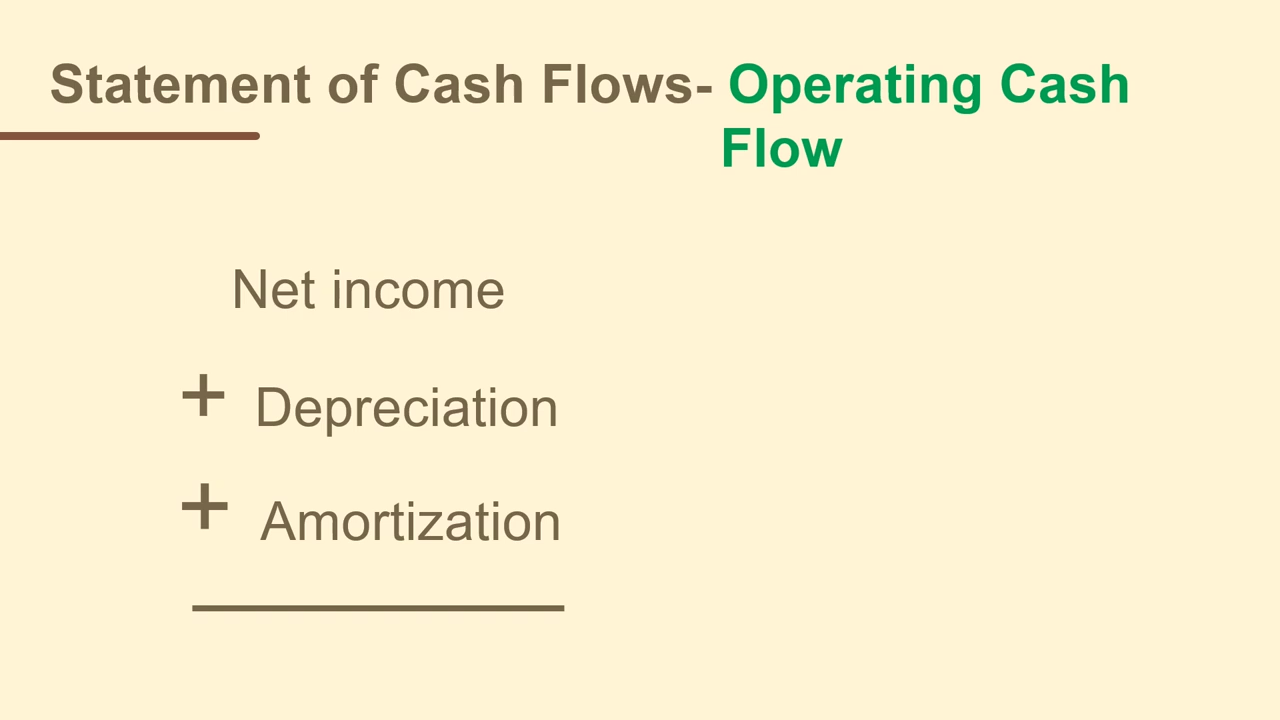 Statement of Cash Flows- Operating Cash
Flow
Net income
+ Depreciation
+ Amortization